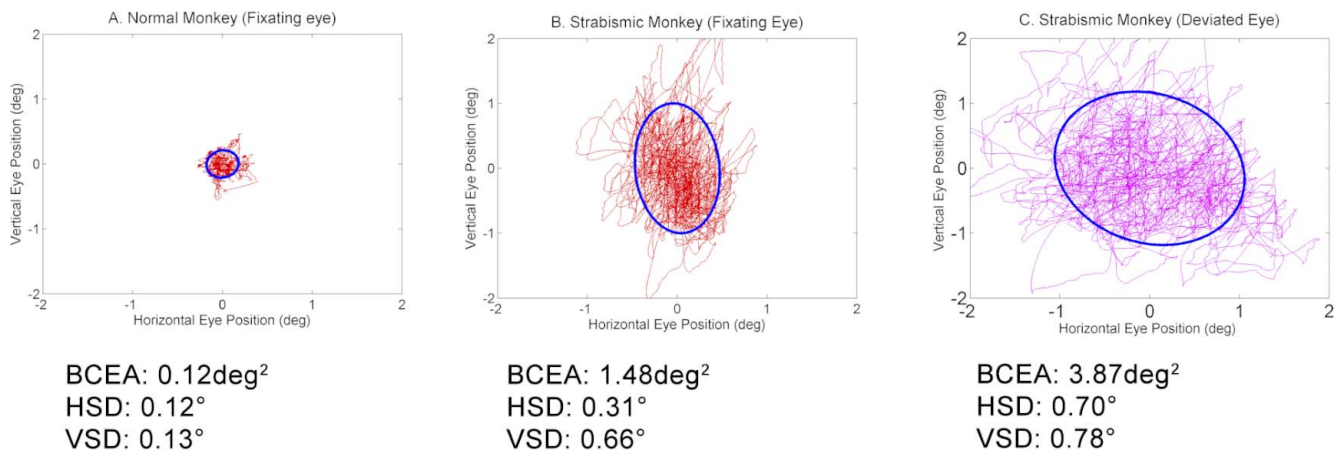 A. Normal Monkey (Fixating eye)
2
1
0
-1
-2
Vertical Eye Position (deg)
-2
-1
0
1
2
Horizontal Eye Position (deg)
BCEA: 0.12deg²
HSD: 0.12°
VSD: 0.13°
B. Strabismic Monkey (Fixating Eye)
2
1
0
-1
-2
Vertical Eye Position (deg)
-2
-1
0
1
2
Horizontal Eye Position (deg)
BCEA: 1.48deg²
HSD: 0.31°
VSD: 0.66°
C. Strabismic Monkey (Deviated Eye)
2
1
0
-1
-2
Vertical Eye Position (deg)
-2
-1
0
1
2
Horizontal Eye Position (deg)
BCEA: 3.87deg²
HSD: 0.70°
VSD: 0.78°